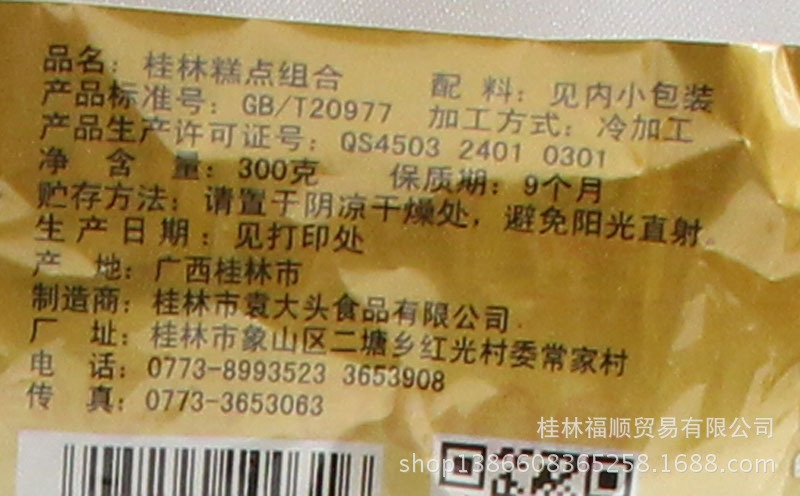 品名：桂林糕点组合 配 料：见内小包装
产品标准号：GB/T20977 加工方式：冷加工
产品生产许可证号：QS4503 2401 0301
净 含 量：300克 保质期：9个月
贮存方法：请置于阴凉干燥处，避免阳光直射。
生产日期：见打印处
产 地：广西桂林市
制造商：桂林市袁大头食品有限公司
厂 址：桂林市象山区二塘乡红光村委常家村
电 话：0773-8993523 3653908
传 真：0773-3653063
桂林福顺贸易有限公司
shop1386608365258.1688.com